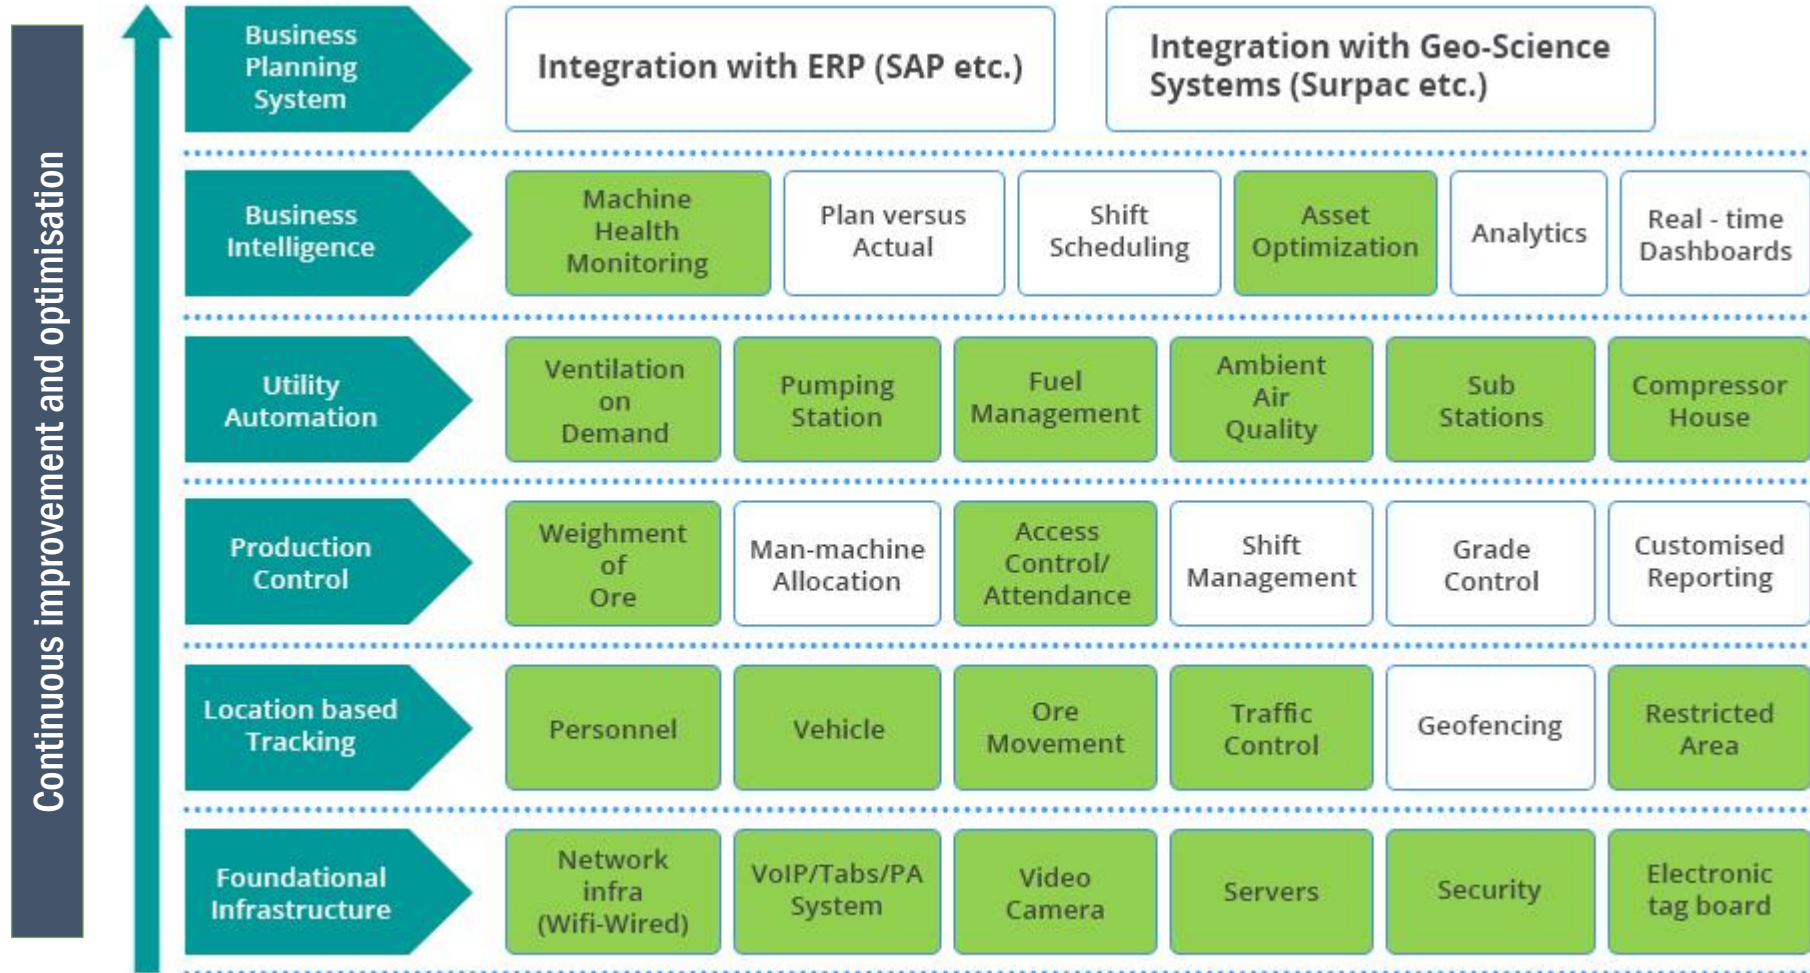 Continuous improvement and optimisation
Business
Planning
System
Integration with ERP (SAP etc.)
Integration with Geo-Science
Systems (Surpac etc.)
Business
Intelligence
Machine
Health
Monitoring
Plan versus
Actual
Shift
Scheduling
Asset
Optimization
Analytics
Real - time
Dashboards
Utility
Automation
Ventilation
on
Demand
Pumping
Station
Fuel
Management
Ambient
Air
Quality
Sub
Stations
Compressor
House
Production
Control
Weighment
of
Ore
Man-machine
Allocation
Access
Control/
Attendance
Shift
Management
Grade
Control
Customised
Reporting
Location based
Tracking
Personnel
Vehicle
Ore
Movement
Traffic
Control
Geofencing
Restricted
Area
Foundational
Infrastructure
Network
infra
(Wifi-Wired)
VoIP/Tabs/PA
System
Video
Camera
Servers
Security
Electronic
tag board